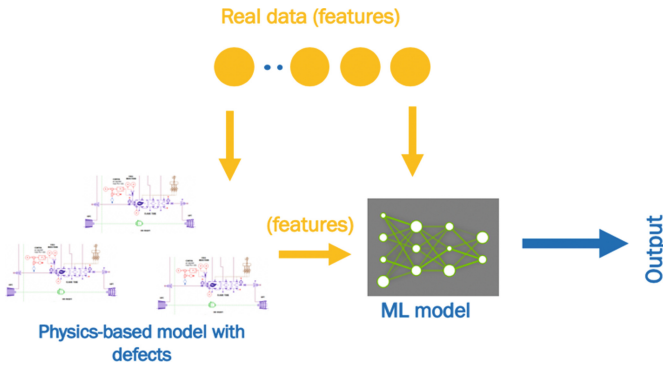 Real data (features)
(features)
Physics-based model with
defects
ML model
Output